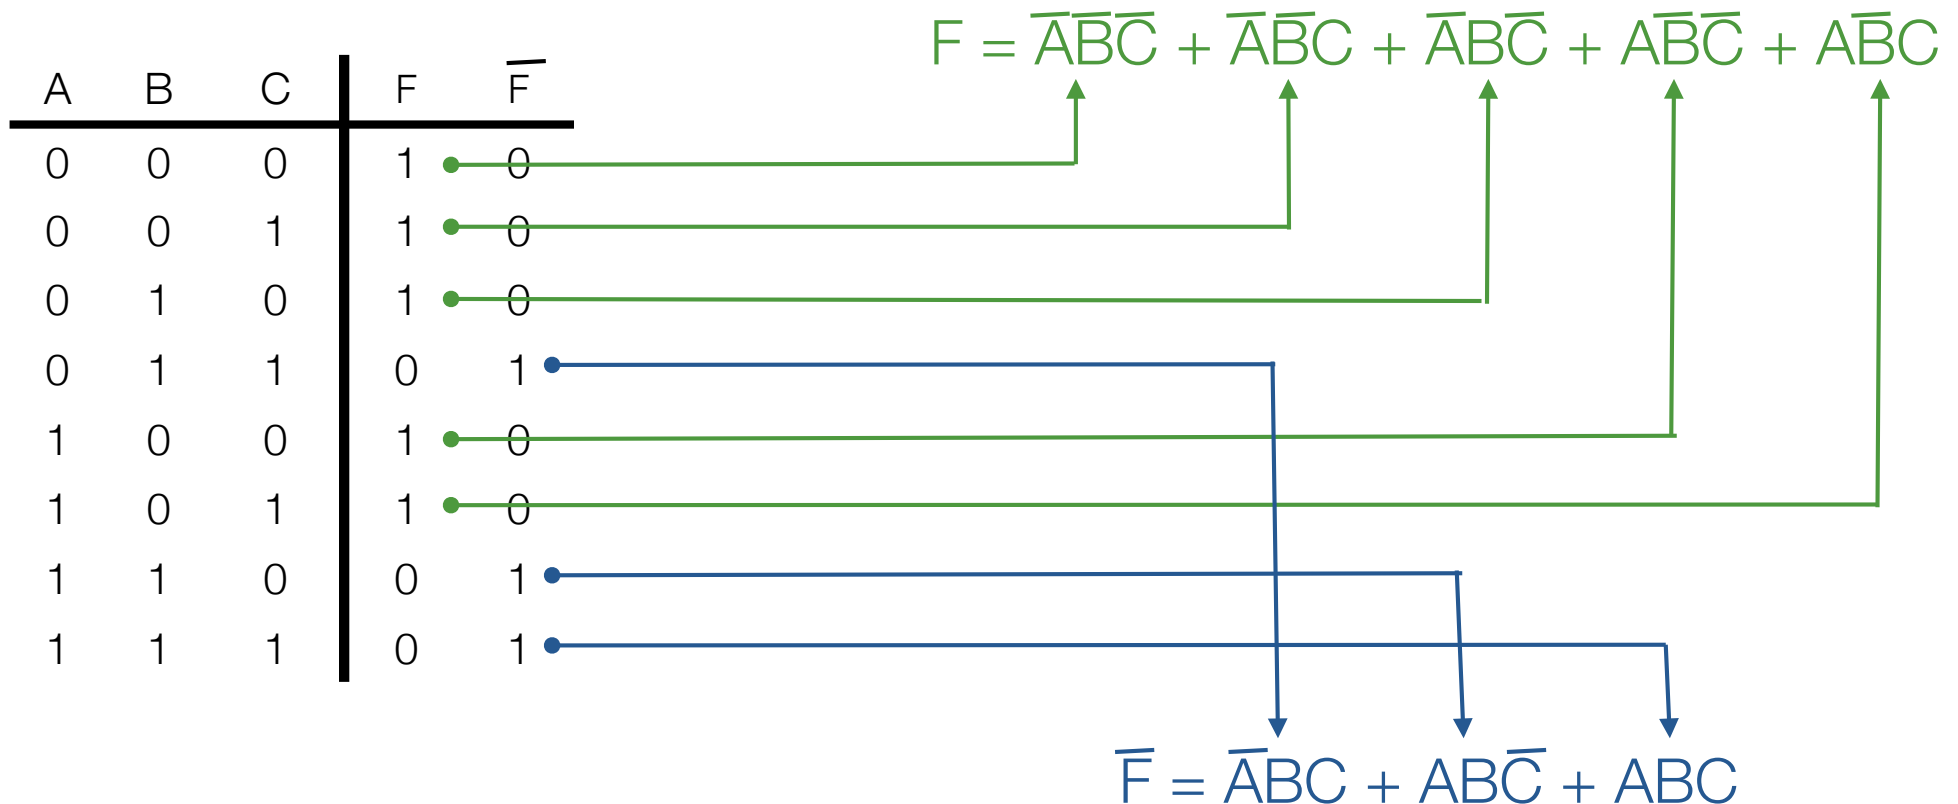 F = A̅B̅C̅ + A̅B̅C + A̅BC̅ + AB̅C̅ + AB̅C
A B C F F̅
0 0 0 1 0
0 0 1 1 0
0 1 0 1 0
0 1 1 0 1
1 0 0 1 0
1 0 1 1 0
1 1 0 0 1
1 1 1 0 1
F̅ = A̅BC + ABC̅ + ABC